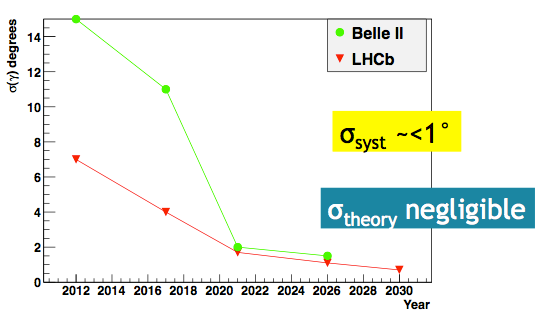 σ(γ) degrees
14
12
10
8
6
4
2
0
Belle II
LHCb
σsyst ~<1°
σtheory negligible
2012 2014 2016 2018 2020 2022 2024 2026 2028 2030
Year